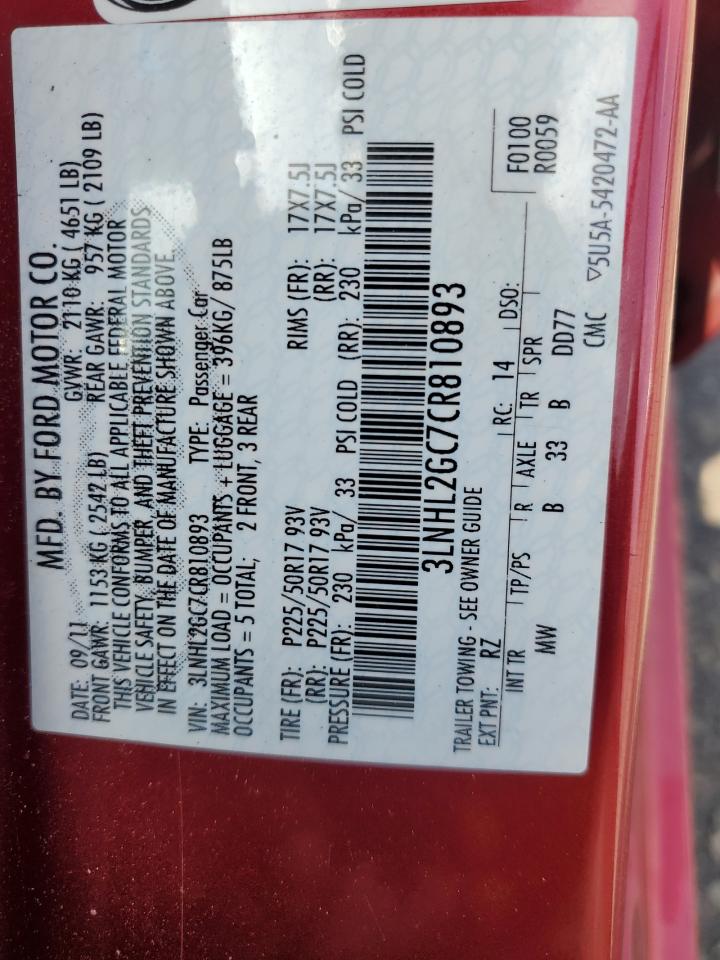 MFD. BY FORD MOTOR CO.
DATE: 09/11 GVWR: 2110 KG ( 4651 LB)
FRONT GAWR: 1153 KG ( 2542 LB) REAR GAWR: 957 KG ( 2109 LB)
THIS VEHICLE CONFORMS TO ALL APPLICABLE FEDERAL MOTOR
VEHICLE SAFETY, BUMPER, AND THEFT PREVENTION STANDARDS
IN EFFECT ON THE DATE OF MANUFACTURE SHOWN ABOVE.
VIN: 3LNHL2GC7CR810893 TYPE: Passenger Car
MAXIMUM LOAD = OCCUPANTS + LUGGAGE = 396KG/ 875LB
OCCUPANTS = 5 TOTAL; 2 FRONT, 3 REAR
TIRE (FR): P225/50R17 93V RIMS (FR): 17X7.5J
(RR): P225/50R17 93V (RR): 17X7.5J
PRESSURE (FR): 230 kPa/ 33 PSI COLD (RR): 230 kPa/ 33 PSI COLD
3LNHL2GC7CR810893
TRAILER TOWING - SEE OWNER GUIDE
EXT PNT: RZ RC: 14 DSO: F0100
R0059
INT TR TP/PS R AXLE TR SPR
MW B 33 B DD77
CMC ▽5U5A-5420472-AA